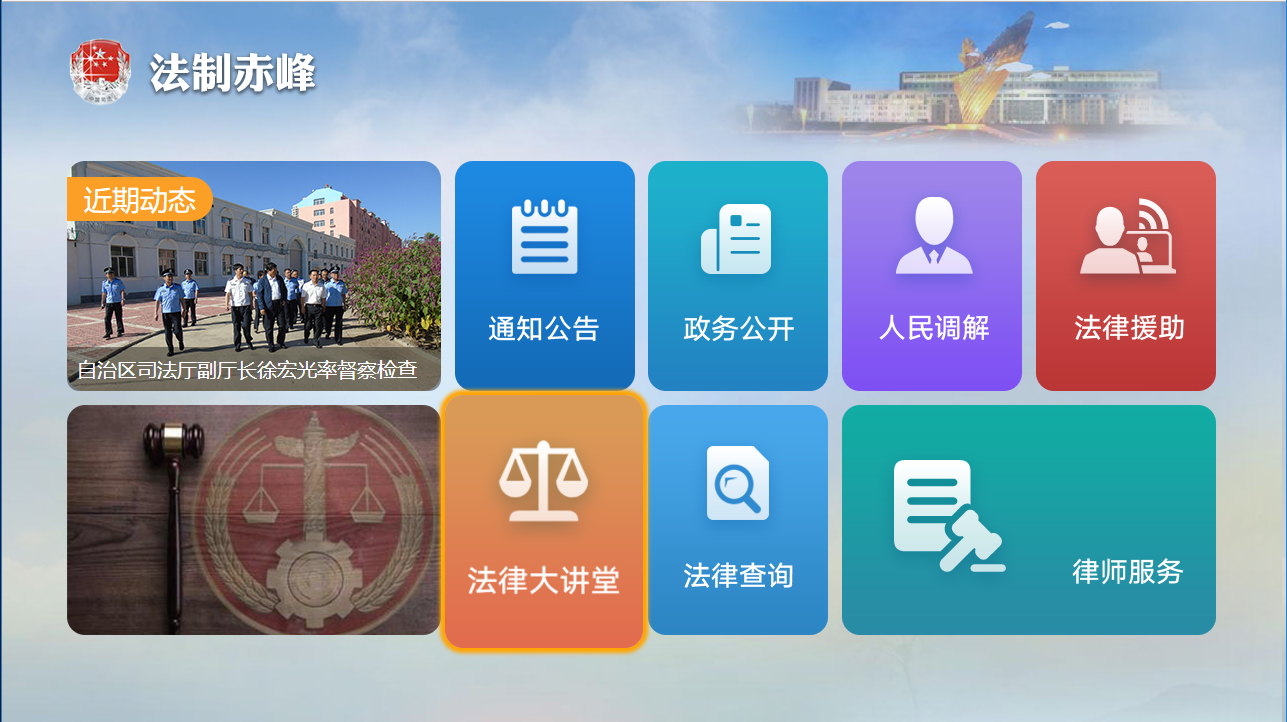 法制赤峰
近期动态
自治区司法厅副厅长徐宏光率督察检查
通知公告
政务公开
人民调解
法律援助
法律大讲堂
法律查询
律师服务